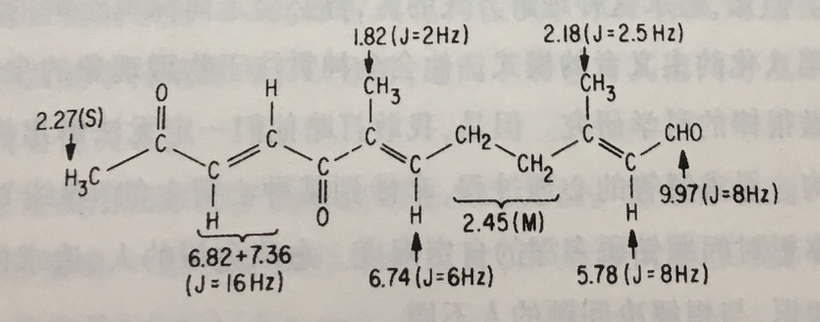 1.82 (J=2Hz)
2.18 (J=2.5 Hz)
CH3
CH3
2.27(S)
O
H
CH2
CHO
H3C
C
C
CH2
H
O
H
H
9.97(J=8Hz)
2.45(M)
6.82+7.36
(J=16Hz)
6.74 (J=6Hz)
5.78 (J=8Hz)